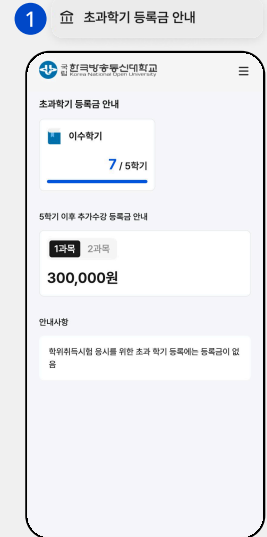 1 초과학기 등록금 안내
국립 한국방송통신대학교
Korea National Open University
초과학기 등록금 안내
이수학기
7 / 5학기
5학기 이후 추가수강 등록금 안내
1과목 2과목
300,000원
안내사항
학위취득시험 응시를 위한 초과 학기 등록에는 등록금이 없
음